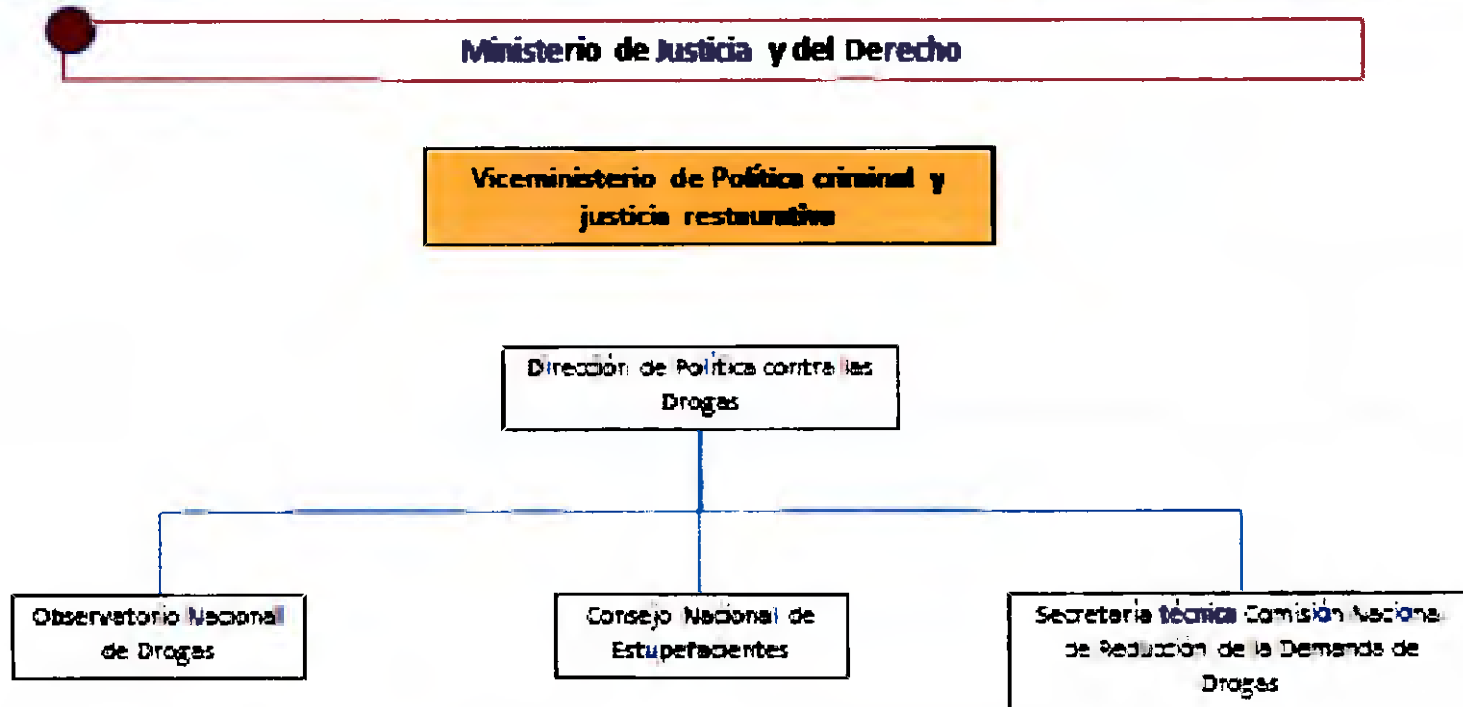 Ministerio de Justicia y del Derecho
Viceministerio de Política criminal y
justicia restaurativa
Dirección de Política contra las
Drogas
Observatorio Nacional
de Drogas
Consejo Nacional de
Estupefacientes
Secretaría técnica Comisión Nacional
de Reducción de la Demanda de
Drogas